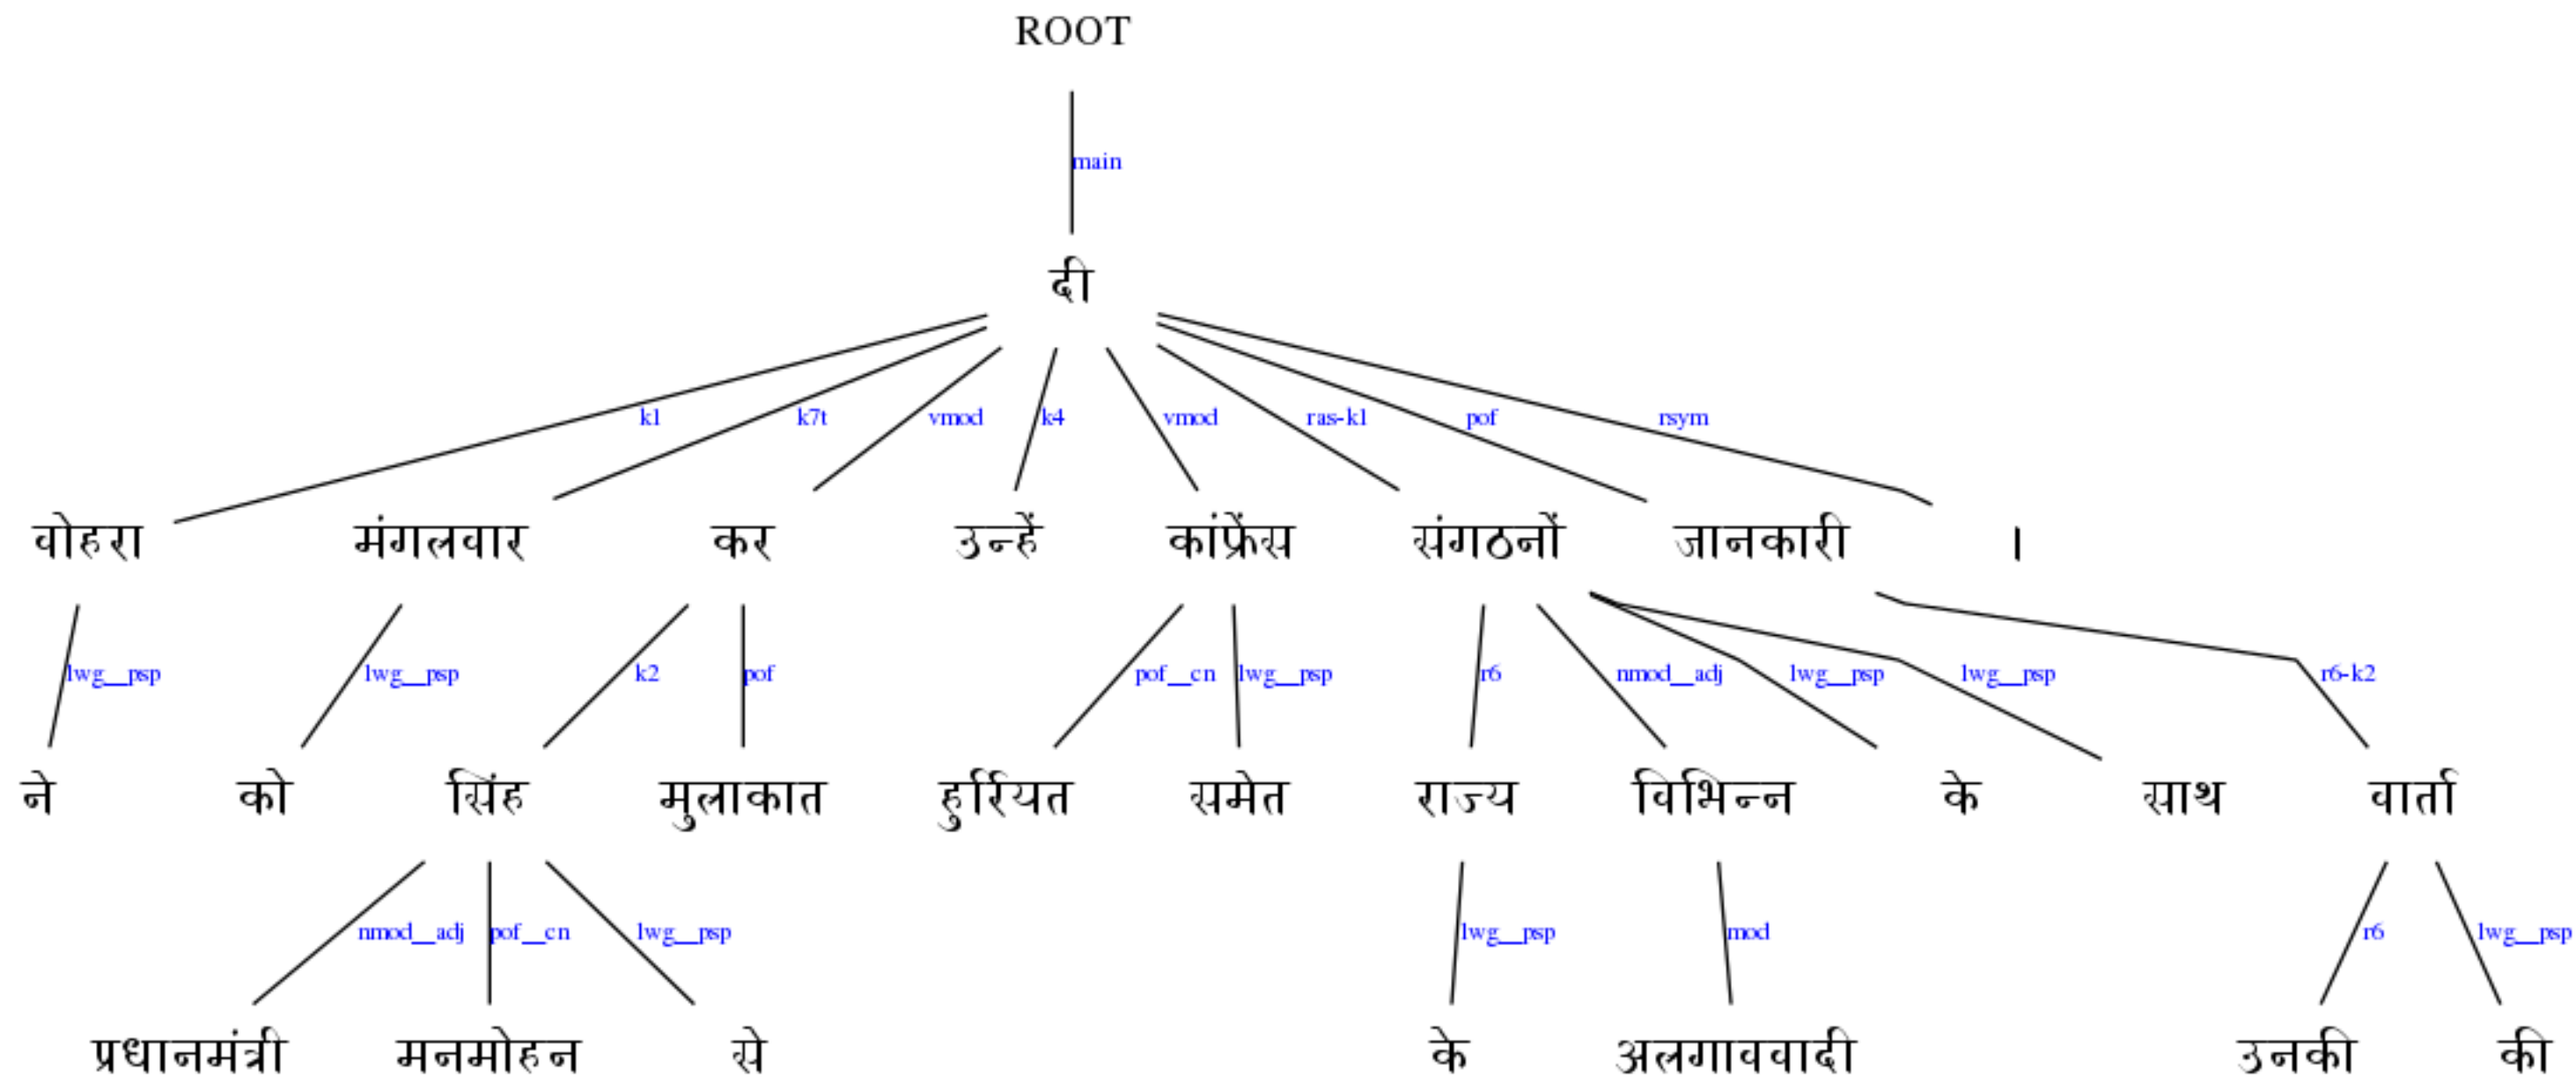 ROOT
main
दी
k1 k7t vmod k4 vmod ras-k1 pof rsym
वोहरा मंगलवार कर उन्हें कांफ्रेंस संगठनों जानकारी ।
lwg__psp lwg__psp k2 pof pof__cn lwg__psp r6 nmod__adj lwg__psp lwg__psp r6-k2
ने को सिंह मुलाकात हुर्रियत समेत राज्य विभिन्न के साथ वार्ता
nmod__adj pof__cn lwg__psp lwg__psp mod r6 lwg__psp
प्रधानमंत्री मनमोहन से के अलगाववादी उनकी की